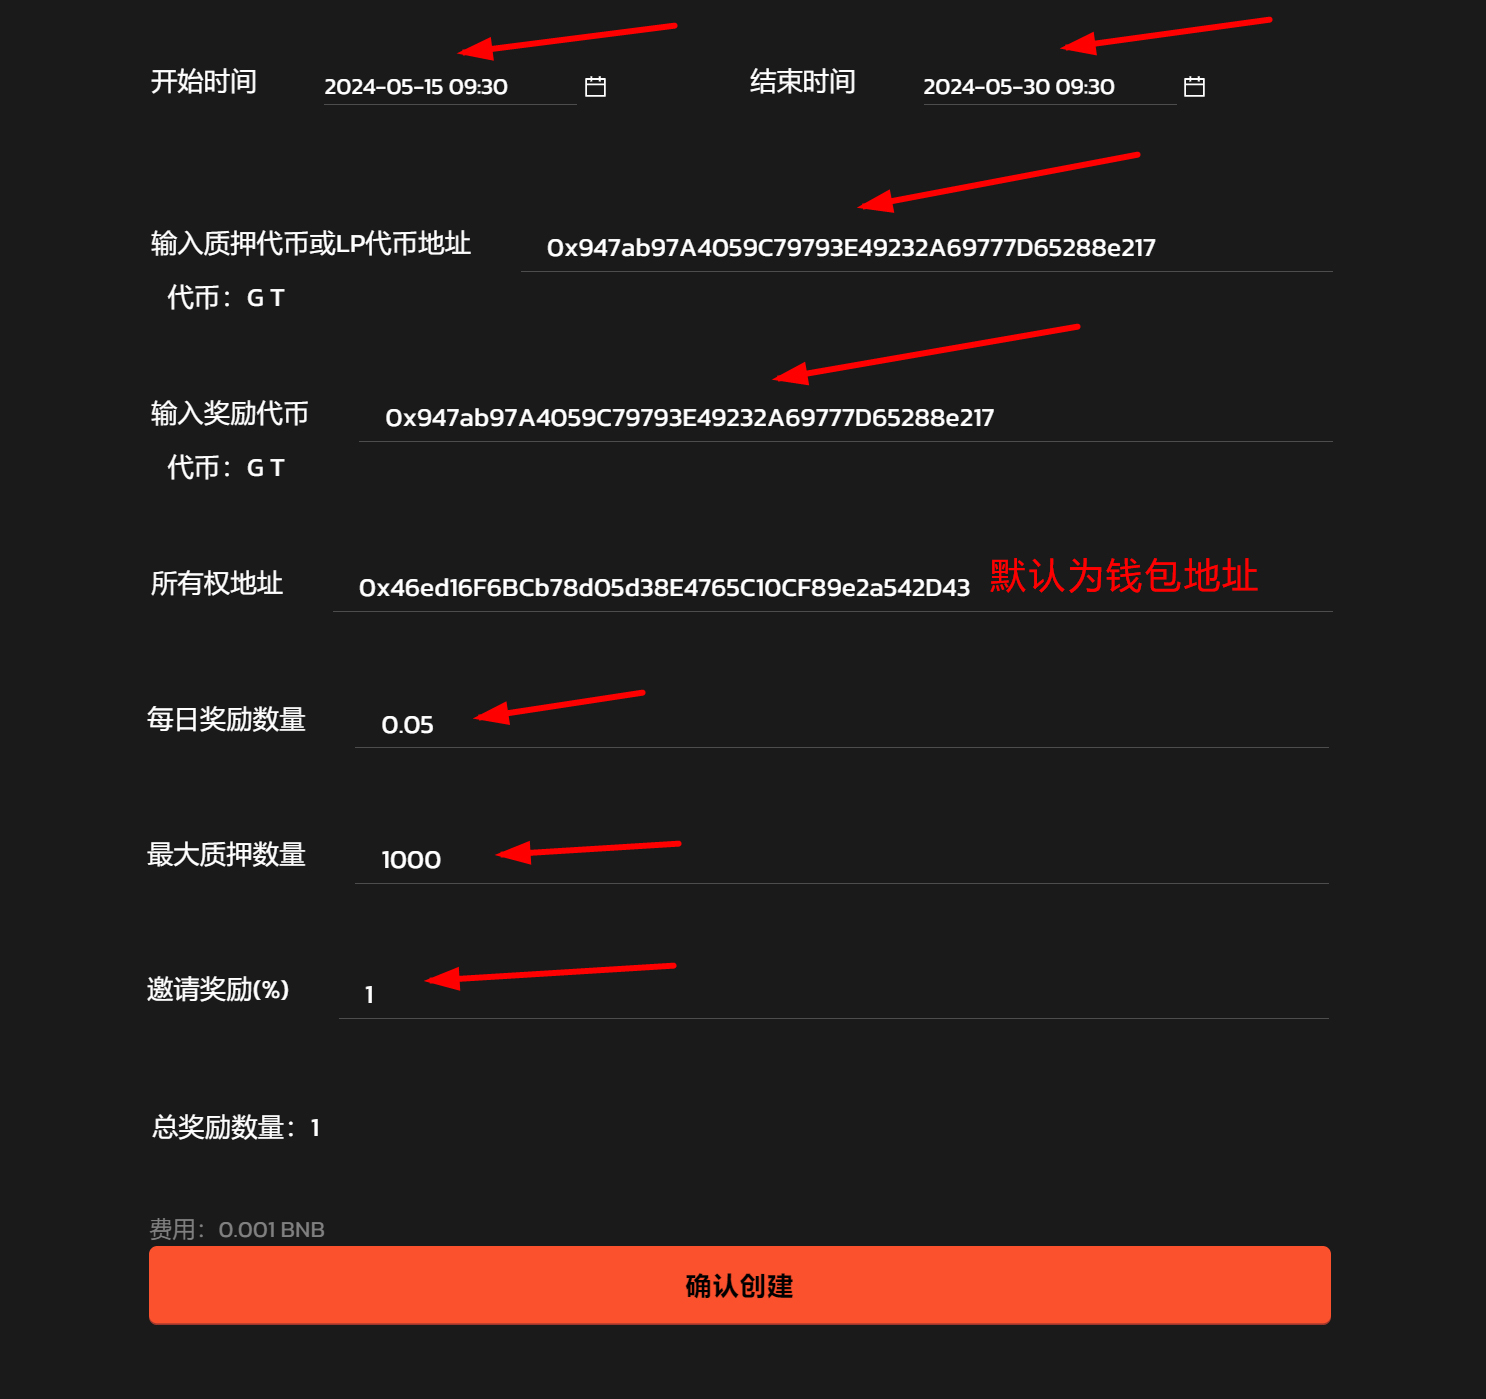 开始时间 2024-05-15 09:30 结束时间 2024-05-30 09:30
输入质押代币或LP代币地址 0x947ab97A4059C79793E49232A69777D65288e217
代币：G T
输入奖励代币 0x947ab97A4059C79793E49232A69777D65288e217
代币：G T
所有权地址 0x46ed16F6BCb78d05d38E4765C10CF89e2a542D43 默认为钱包地址
每日奖励数量 0.05
最大质押数量 1000
邀请奖励(%) 1
总奖励数量：1
费用：0.001 BNB
确认创建